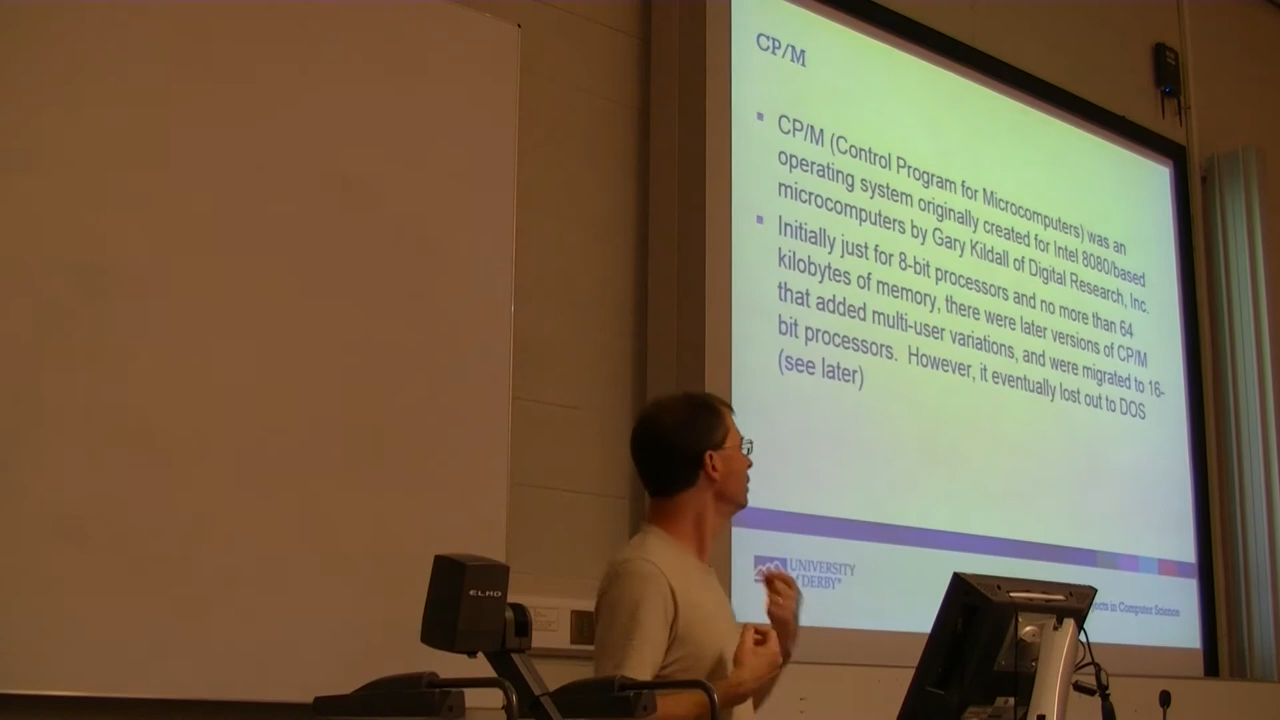 CP/M
CP/M (Control Program for Microcomputers) was an
operating system originally created for Intel 8080/based
microcomputers by Gary Kildall of Digital Research, Inc.
Initially just for 8-bit processors and no more than 64
kilobytes of memory, there were later versions of CP/M
that added multi-user variations, and were migrated to 16-
bit processors. However, it eventually lost out to DOS
(see later)
UNIVERSITY
of DERBY
in Computer Science
ELMO